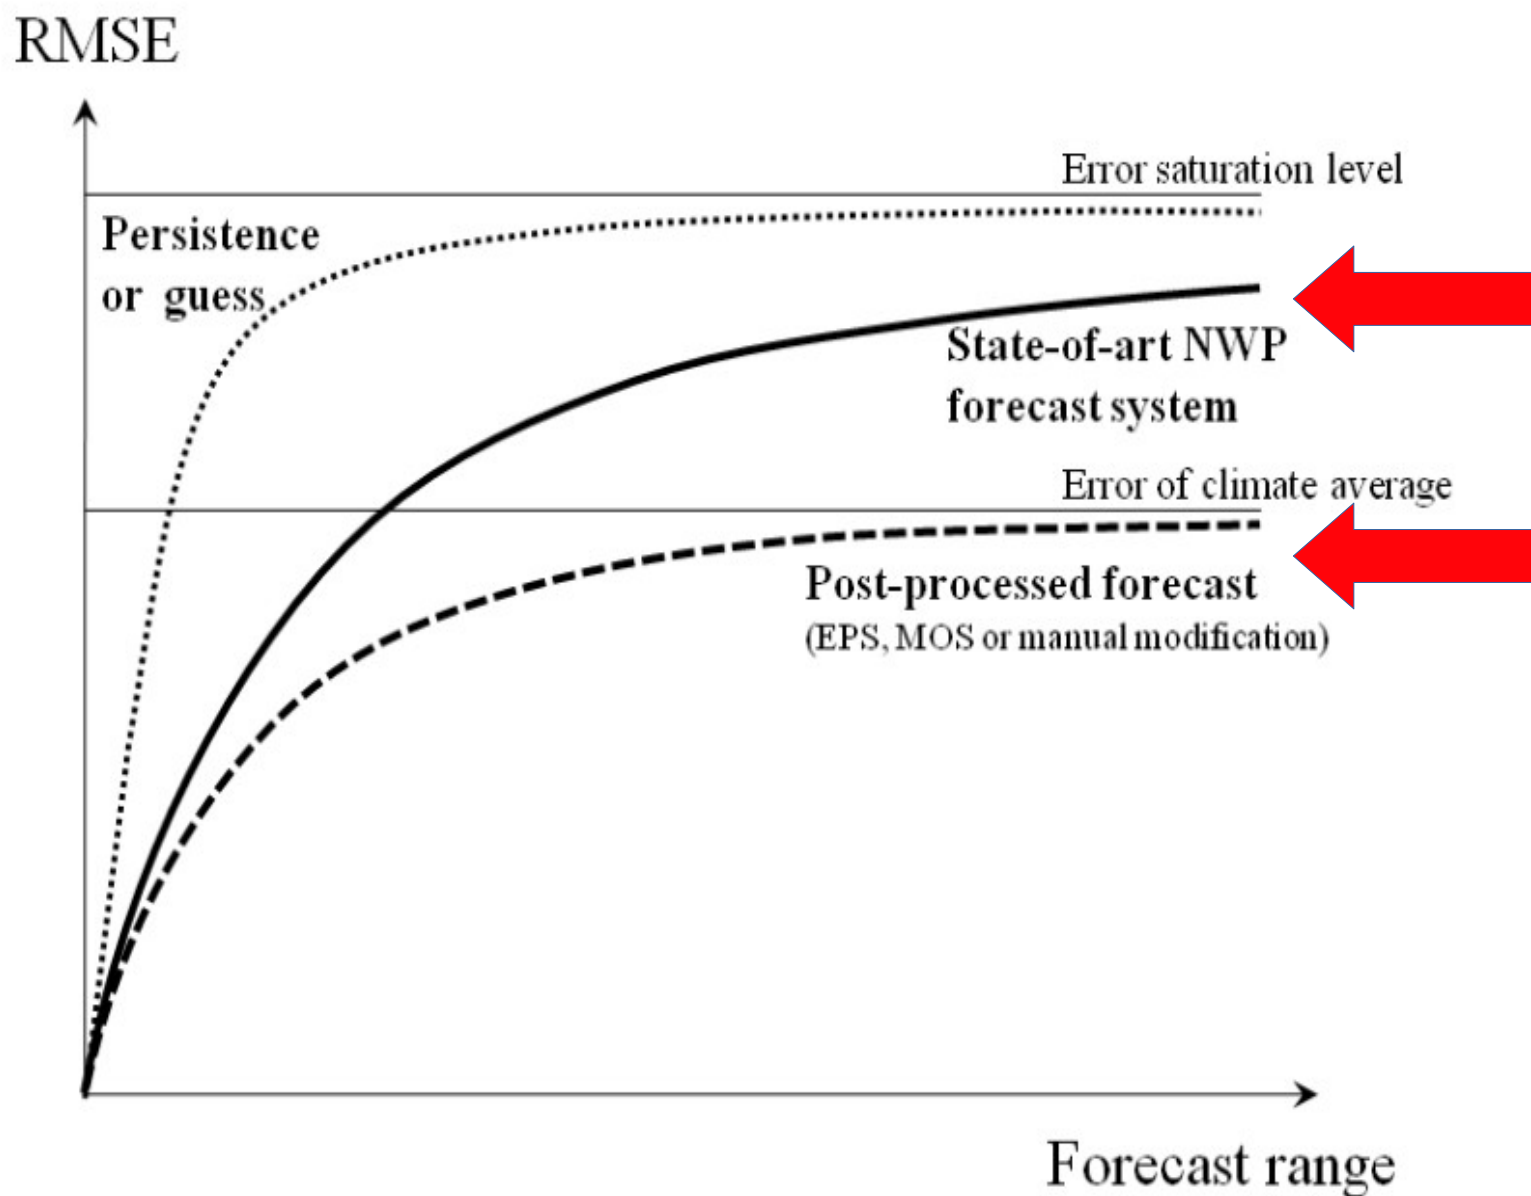 RMSE
Error saturation level
Persistence
or guess
State-of-art NWP
forecast system
Error of climate average
Post-processed forecast
(EPS, MOS or manual modification)
Forecast range